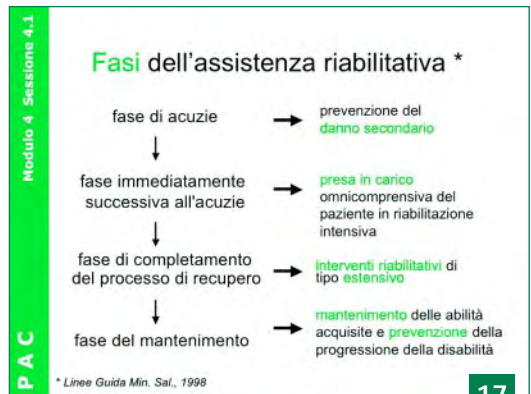 Modulo 4 Sessione 4.1
PAC
Fasi dell'assistenza riabilitativa *
fase di acuzie
prevenzione del
danno secondario
fase immediatamente
successiva all'acuzie
presa in carico
omnicomprensiva del
paziente in riabilitazione
intensiva
fase di completamento
del processo di recupero
interventi riabilitativi di
tipo estensivo
fase del mantenimento
mantenimento delle abilità
acquisite e prevenzione della
progressione della disabilità
* Linee Guida Min. Sal., 1998
17